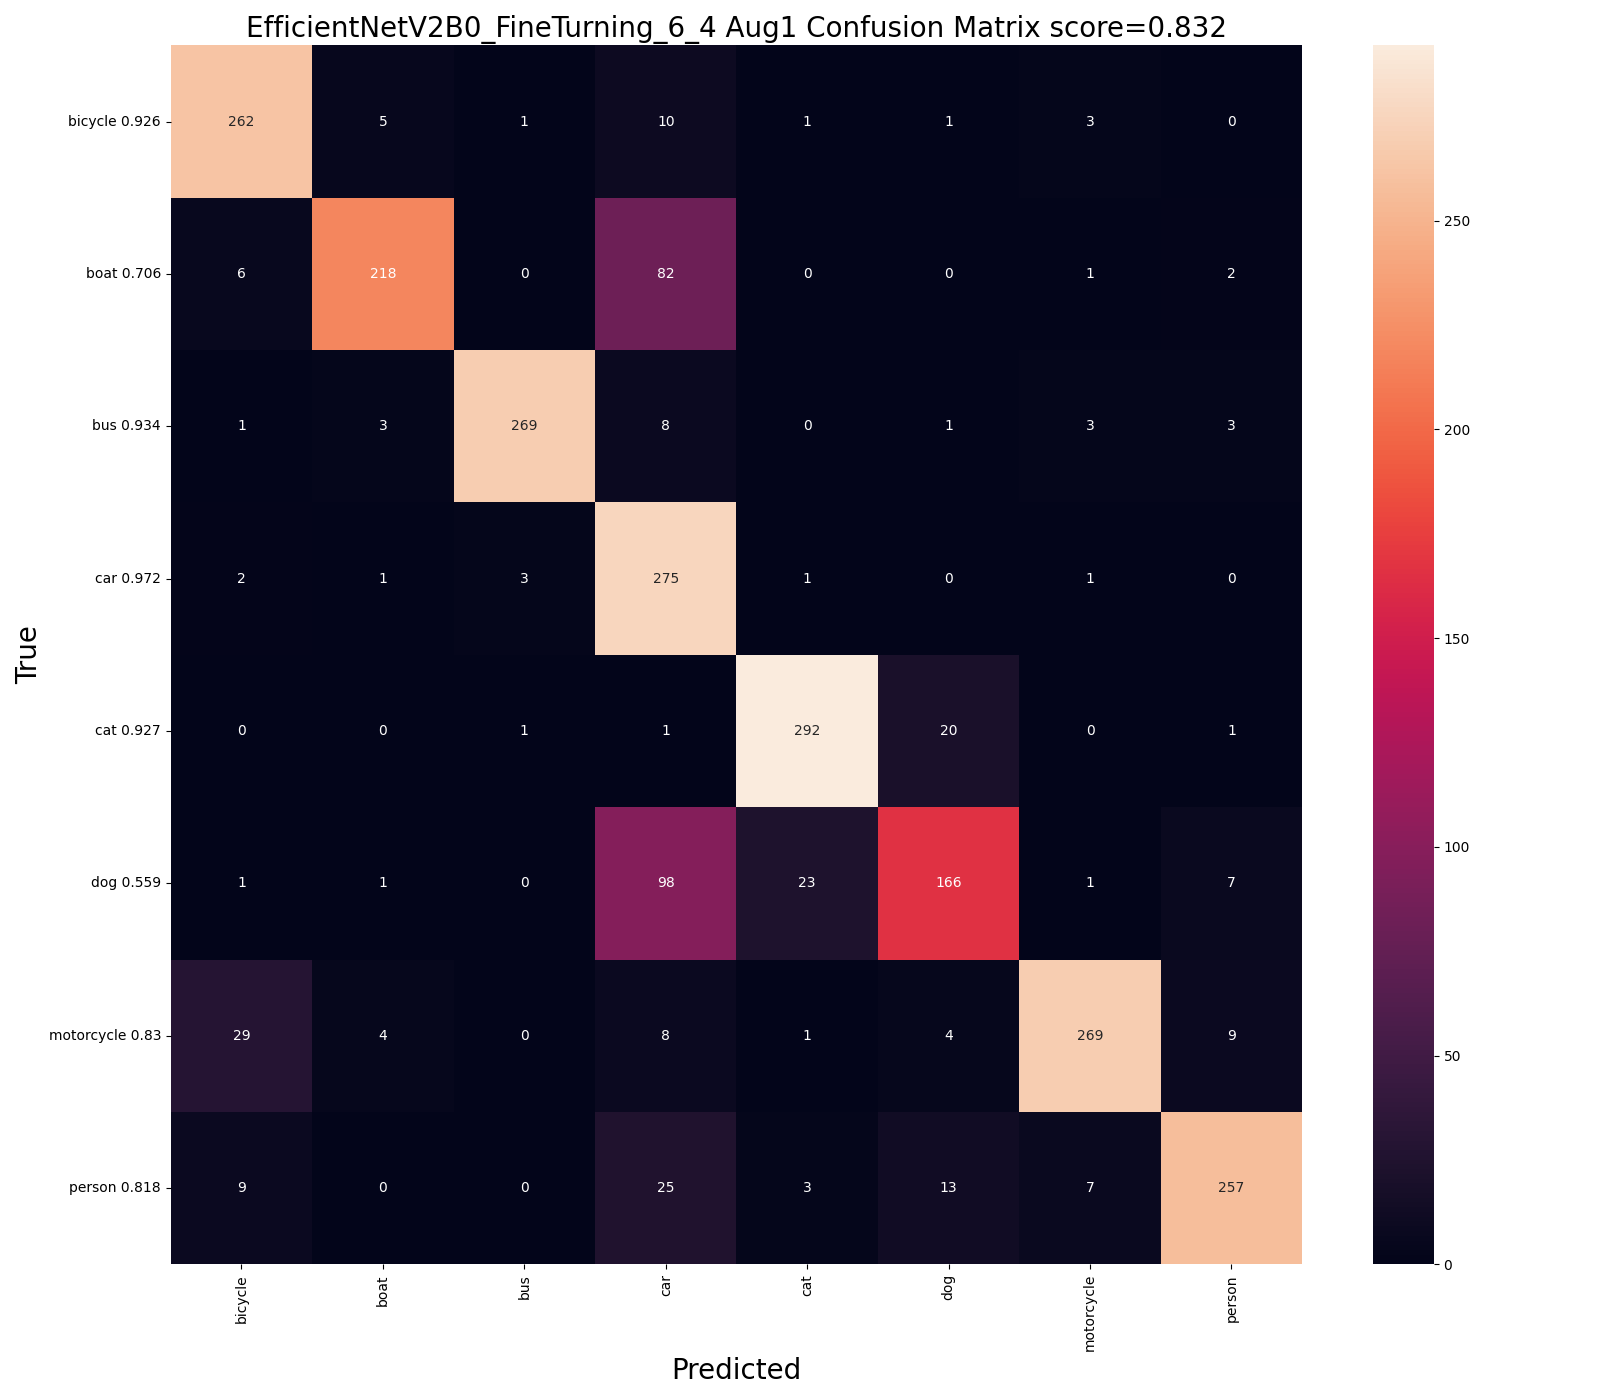 EfficientNetV2B0_FineTurning_6_4 Aug1 Confusion Matrix score=0.832
bicycle 0.926 262 5 1 10 1 1 3 0
boat 0.706 6 218 0 82 0 0 1 2
bus 0.934 1 3 269 8 0 1 3 3
car 0.972 2 1 3 275 1 0 1 0
cat 0.927 0 0 1 1 292 20 0 1
dog 0.559 1 1 0 98 23 166 1 7
motorcycle 0.83 29 4 0 8 1 4 269 9
person 0.818 9 0 0 25 3 13 7 257
True
bicycle boat bus car cat dog motorcycle person
Predicted
250
200
150
100
50
0